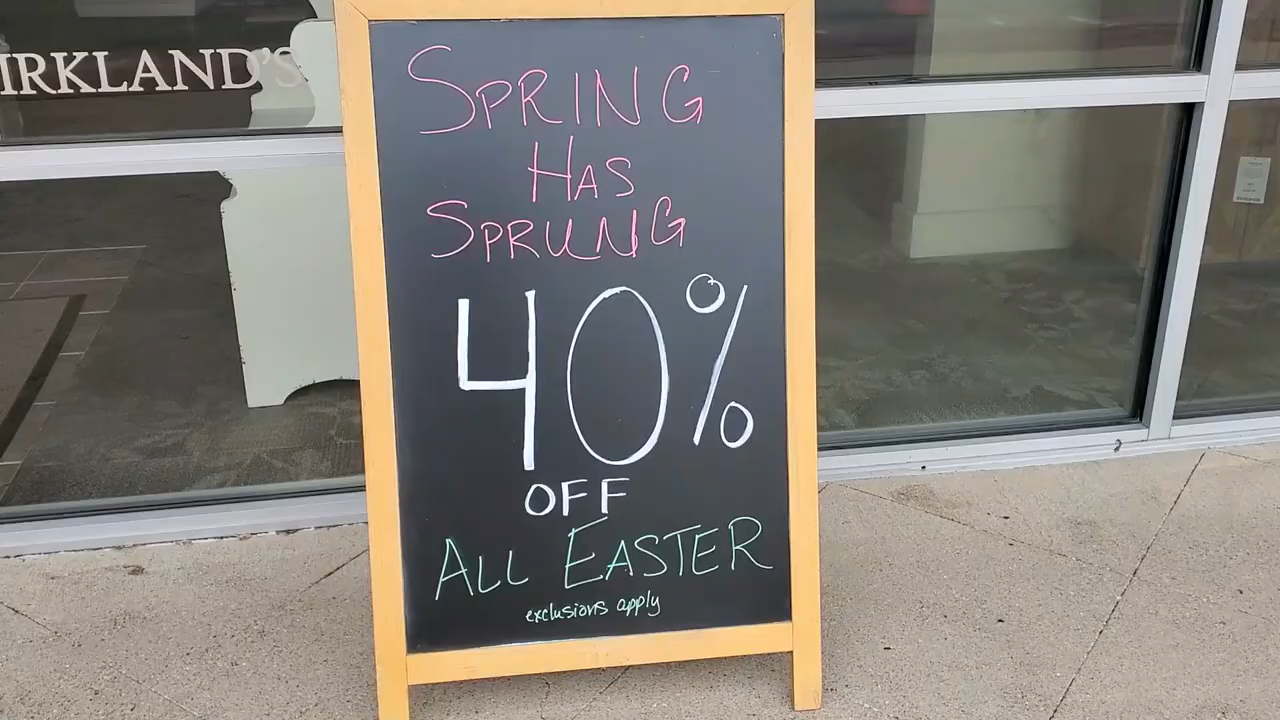 IRKLAND'S
SPRING
HAS
SPRUNG
40%
OFF
ALL EASTER
exclusions apply